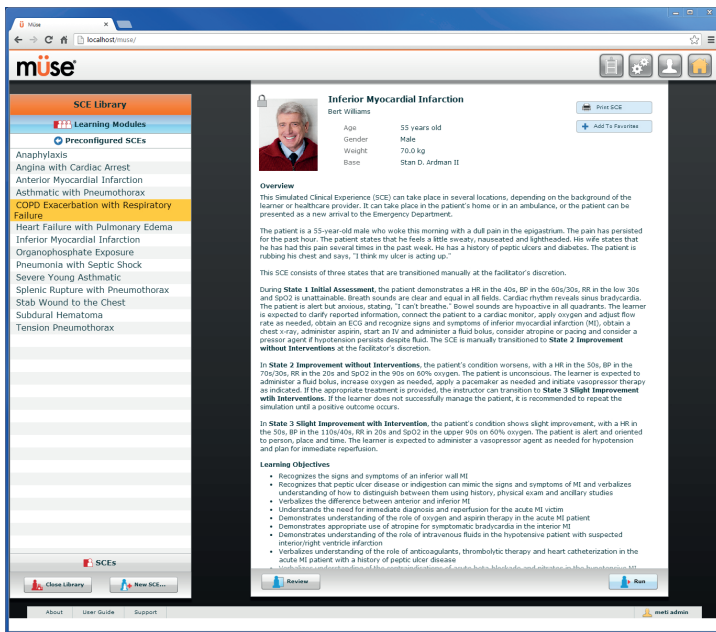 Müse
localhost/muse/
müse
SCE Library
Learning Modules
Preconfigured SCEs
Anaphylaxis
Angina with Cardiac Arrest
Anterior Myocardial Infarction
Asthmatic with Pneumothorax
COPD Exacerbation with Respiratory
Failure
Heart Failure with Pulmonary Edema
Inferior Myocardial Infarction
Organophosphate Exposure
Pneumonia with Septic Shock
Severe Young Asthmatic
Splenic Rupture with Pneumothorax
Stab Wound to the Chest
Subdural Hematoma
Tension Pneumothorax
SCEs
Close Library
New SCE...
Inferior Myocardial Infarction
Bert Williams
Age 55 years old
Gender Male
Weight 70.0 kg
Base Stan D. Ardman II
Print SCE
Add To Favorites
Overview
This Simulated Clinical Experience (SCE) can take place in several locations, depending on the background of the
learner or healthcare provider. It can take place in the patient's home or in an ambulance, or the patient can be
presented as a new arrival to the Emergency Department.
The patient is a 55-year-old male who woke this morning with a dull pain in the epigastrium. The pain has persisted
for the past hour. The patient states that he feels a little sweaty, nauseated and lightheaded. His wife states that
he has had this pain several times in the past week. He has a history of peptic ulcers and diabetes. The patient is
rubbing his chest and says, "I think my ulcer is acting up."
This SCE consists of three states that are transitioned manually at the facilitator's discretion.
During State 1 Initial Assessment, the patient demonstrates a HR in the 40s, BP in the 60s/30s, RR in the low 30s
and SpO2 is unattainable. Breath sounds are clear and equal in all fields. Cardiac rhythm reveals sinus bradycardia.
The patient is alert but anxious, stating, "I can't breathe." Bowel sounds are hypoactive in all quadrants. The learner
is expected to clarify reported information, connect the patient to a cardiac monitor, apply oxygen and adjust flow
rate as needed, obtain an ECG and recognize signs and symptoms of inferior myocardial infarction (MI), obtain a
chest x-ray, administer aspirin, start an IV and administer a fluid bolus, consider atropine or pacing and consider a
pressor agent if hypotension persists despite fluid. The SCE is manually transitioned to State 2 Improvement
without Interventions at the facilitator's discretion.
In State 2 Improvement without Interventions, the patient's condition worsens, with a HR in the 50s, BP in the
70s/30s, RR in the 20s and SpO2 in the 90s on 60% oxygen. The patient is unconscious. The learner is expected to
administer a fluid bolus, increase oxygen as needed, apply a pacemaker as needed and initiate vasopressor therapy
as indicated. If the appropriate treatment is provided, the instructor can transition to State 3 Slight Improvement
wtih Interventions. If the learner does not successfully manage the patient, it is recommended to repeat the
simulation until a positive outcome occurs.
In State 3 Slight Improvement with Intervention, the patient's condition shows slight improvement, with a HR in
the 50s, BP in the 110s/40s, RR in 20s and SpO2 in the upper 90s on 60% oxygen. The patient is alert and oriented
to person, place and time. The learner is expected to administer a vasopressor agent as needed for hypotension
and plan for immediate reperfusion.
Learning Objectives
• Recognizes the signs and symptoms of an inferior wall MI
• Recognizes that peptic ulcer disease or indigestion can mimic the signs and symptoms of MI and verbalizes
understanding of how to distinguish between them using history, physical exam and ancillary studies
• Verbalizes the difference between anterior and inferior MI
• Understands the need for immediate diagnosis and reperfusion for the acute MI victim
• Demonstrates understanding of the role of oxygen and aspirin therapy in the acute MI patient
• Demonstrates appropriate use of atropine for symptomatic bradycardia in the interior MI
• Demonstrates understanding of the role of intravenous fluids in the hypotensive patient with suspected
interior/right ventricle infarction
• Verbalizes understanding of the role of anticoagulants, thrombolytic therapy and heart catheterization in the
acute MI patient with a history of peptic ulcer disease
• Verbalizes understanding of the contraindications of acute beta blockade and nitrates in the hypotensive MI
Review
Run
About User Guide Support
meti admin